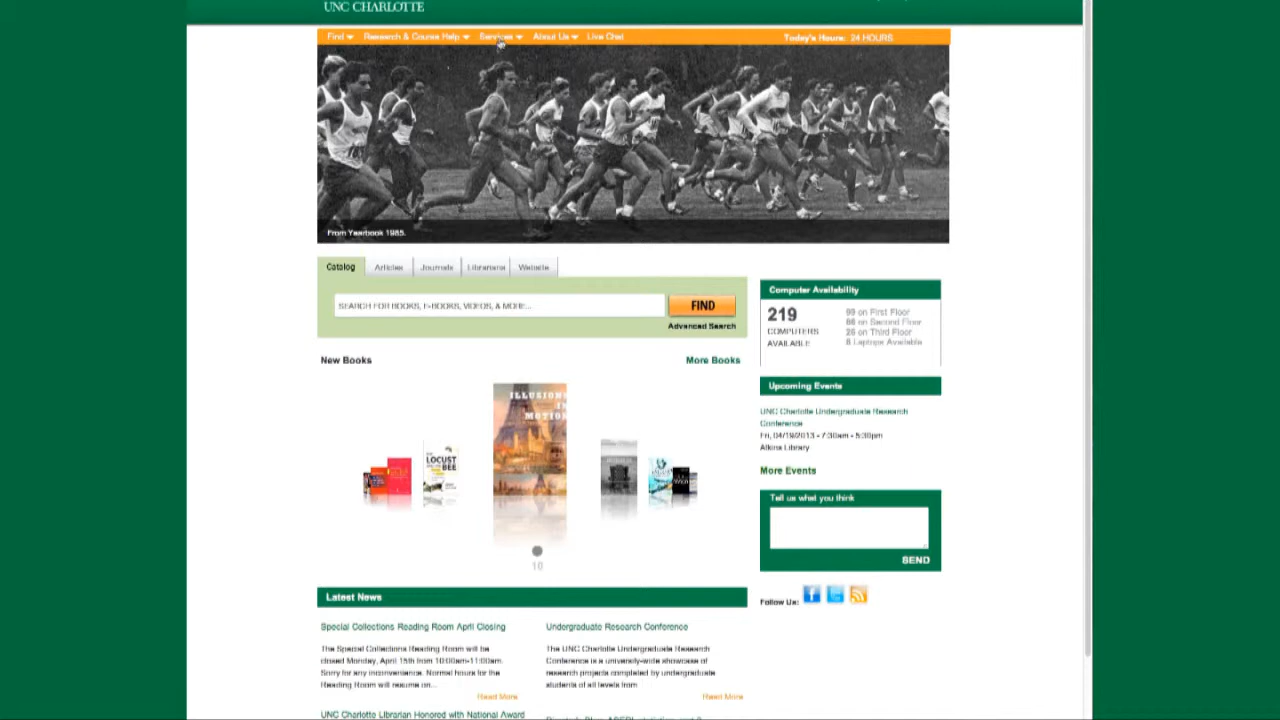 UNC CHARLOTTE
Find Research & Course Help Services About Us Live Chat Today's Hours: 24 HOURS
From Yearbook 1985.
Catalog Articles Journals Librarians Website
SEARCH FOR BOOKS, E-BOOKS, VIDEOS, & MORE... FIND
Advanced Search
New Books More Books
ILLUSIONS
IN
MOTION
LOCUST
BEE
10
Computer Availability
219
COMPUTERS
AVAILABLE
99 on First Floor
86 on Second Floor
26 on Third Floor
8 Laptops Available
Upcoming Events
UNC Charlotte Undergraduate Research
Conference
Fri, 04/19/2013 - 7:30am - 5:30pm
Atkins Library
More Events
Tell us what you think
SEND
Follow Us:
Latest News
Special Collections Reading Room April Closing
The Special Collections Reading Room will be
closed Monday, April 15th from 10:00am-11:00am.
Sorry for any inconvenience. Normal hours for the
Reading Room will resume on...
Read More
UNC Charlotte Librarian Honored with National Award
Undergraduate Research Conference
The UNC Charlotte Undergraduate Research
Conference is a university-wide showcase of
research projects completed by undergraduate
students of all levels from
Read More